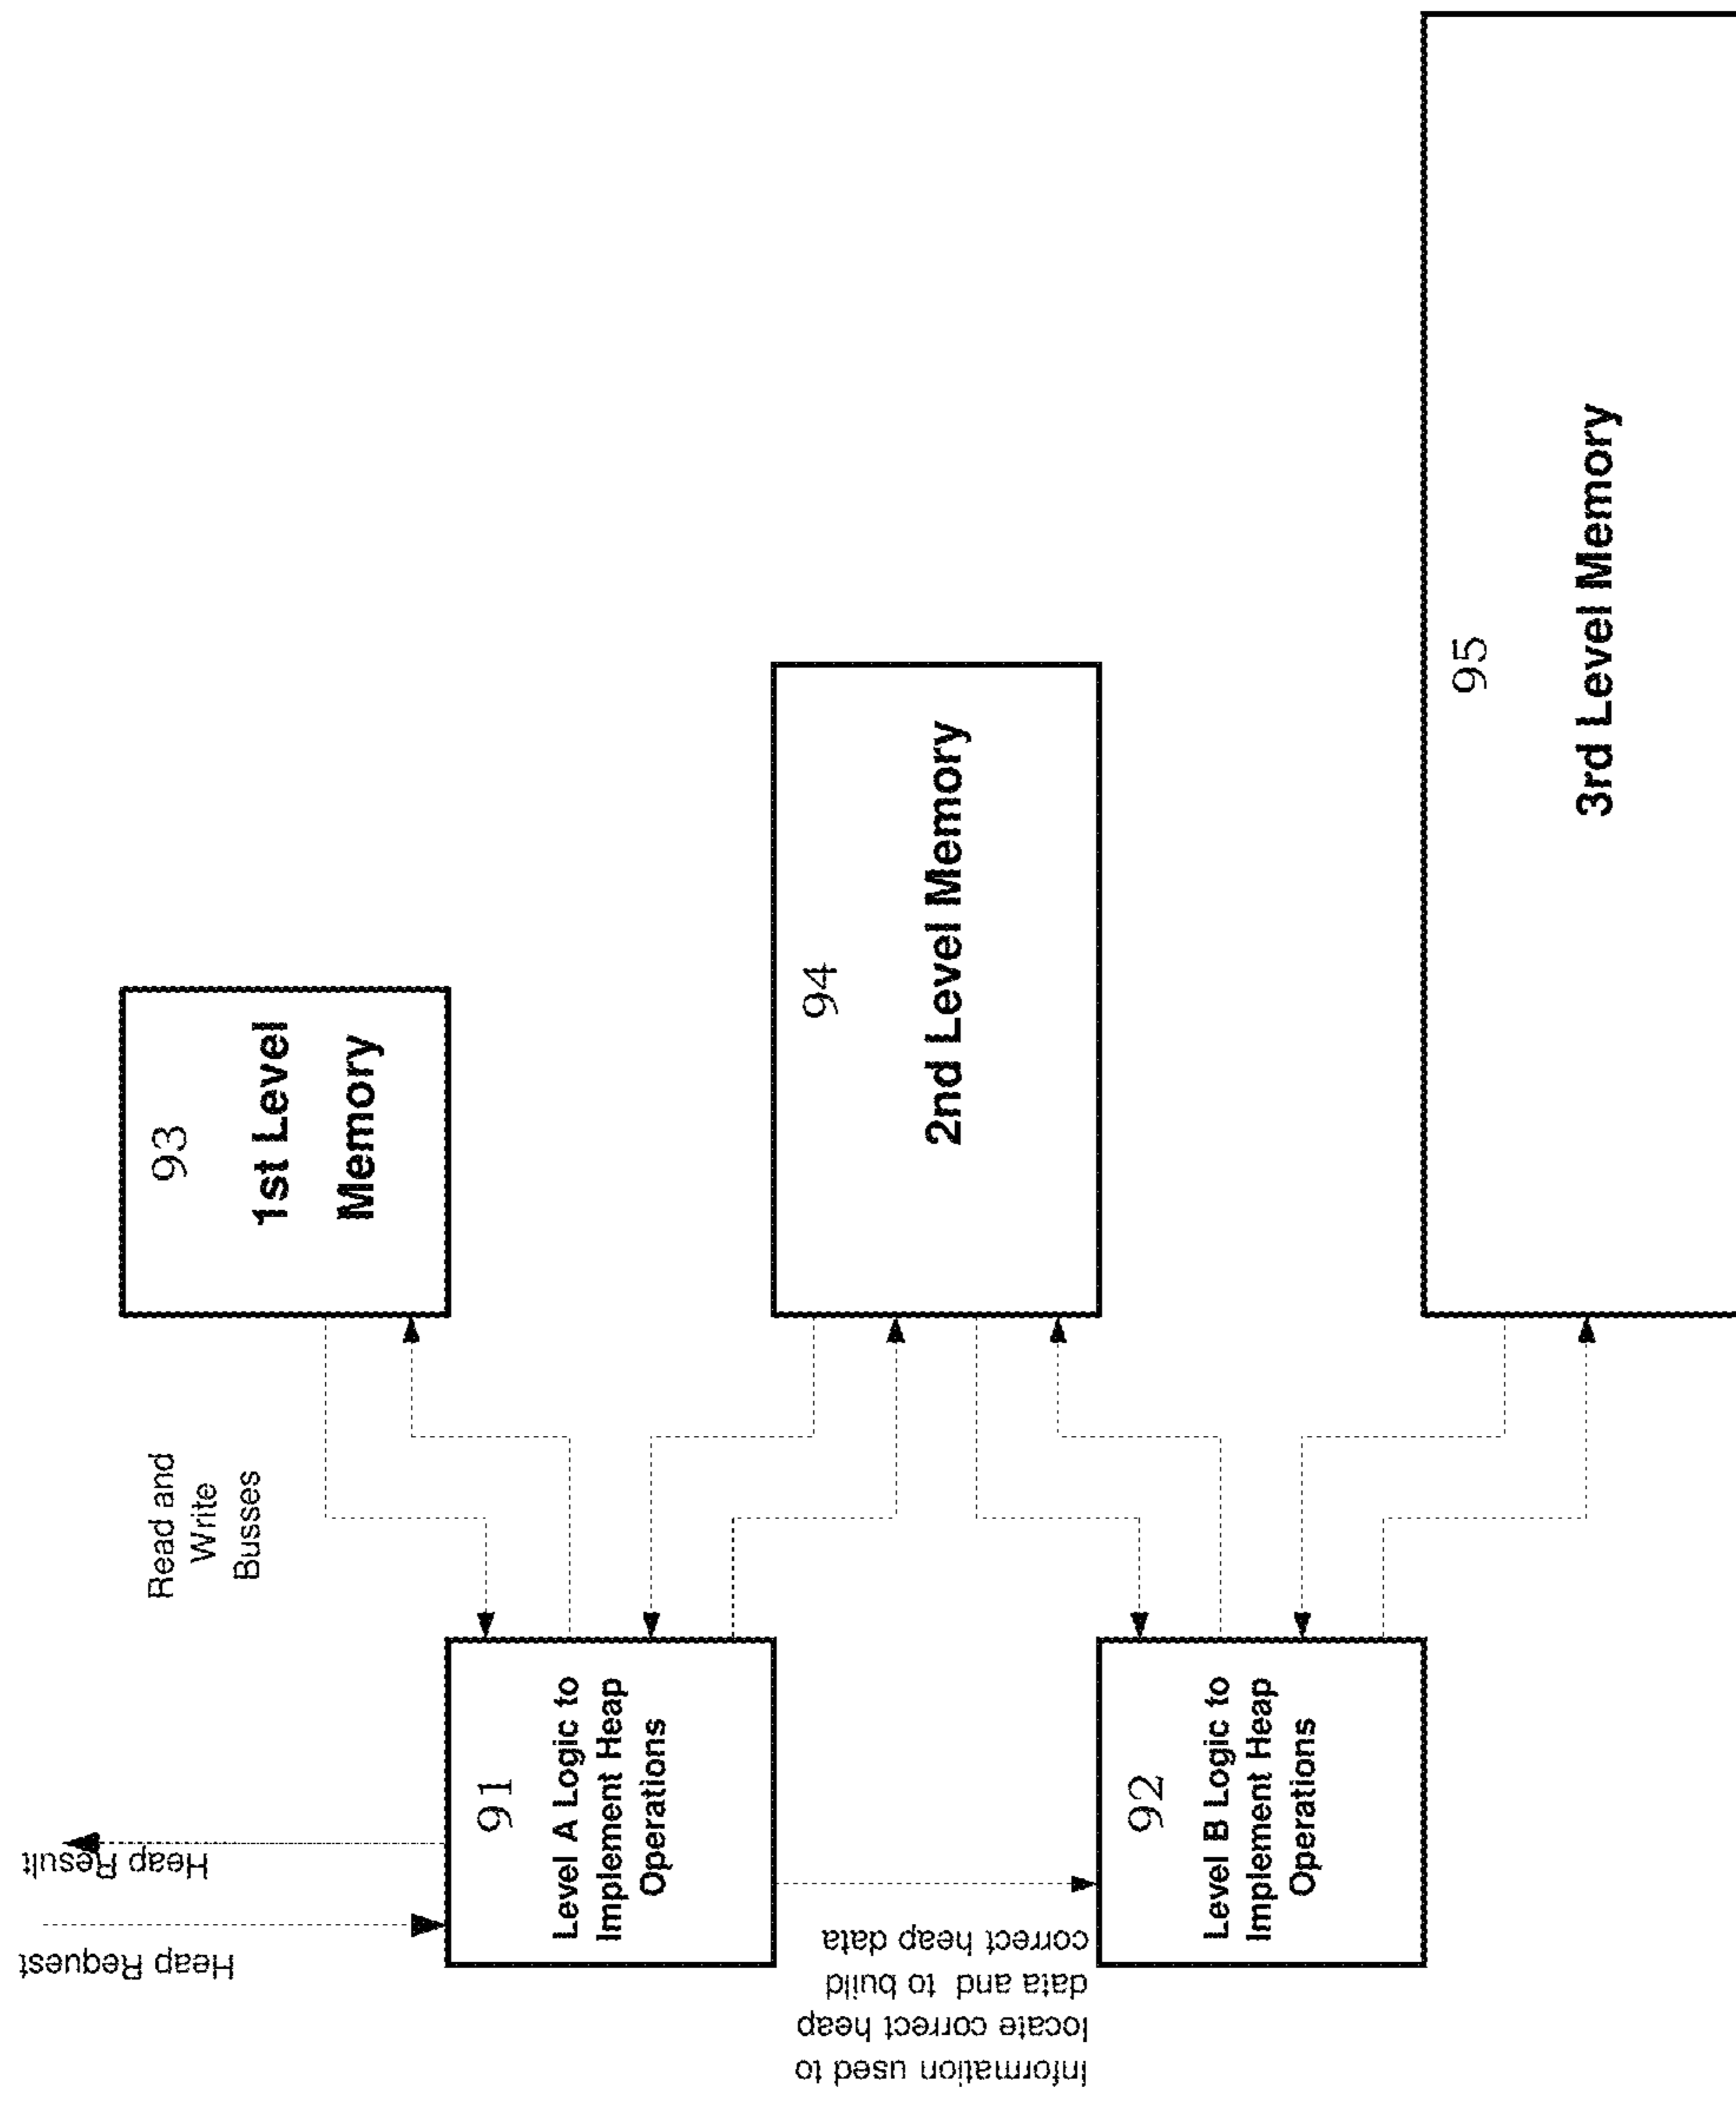 Heap Request
Heap Result
Read and
Write
Busses
93
1st Level
Memory
91
Level A Logic to
Implement Heap
Operations
94
2nd Level Memory
Information used to
locate correct heap
data and to build
correct heap data
92
Level B Logic to
Implement Heap
Operations
95
3rd Level Memory